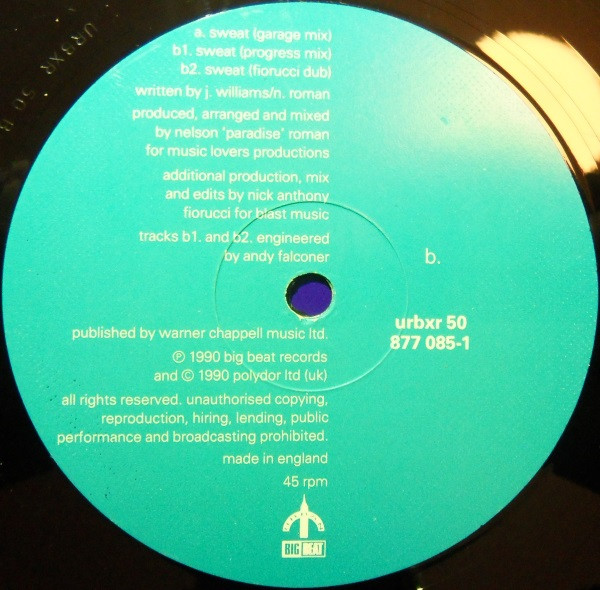 a. sweat (garage mix)
b1. sweat (progress mix)
b2. sweat (fiorucci dub)
written by j. williams/n. roman
produced, arranged and mixed
by nelson 'paradise' roman
for music lovers productions
additional production, mix
and edits by nick anthony
fiorucci for blast music
tracks b1. and b2. engineered
by andy falconer
b.
urbxr 50
877 085-1
published by warner chappell music ltd.
℗ 1990 big beat records
and © 1990 polydor ltd (uk)
all rights reserved. unauthorised copying,
reproduction, hiring, lending, public
performance and broadcasting prohibited.
made in england
45 rpm
BIG BEAT
URBXR 50 B